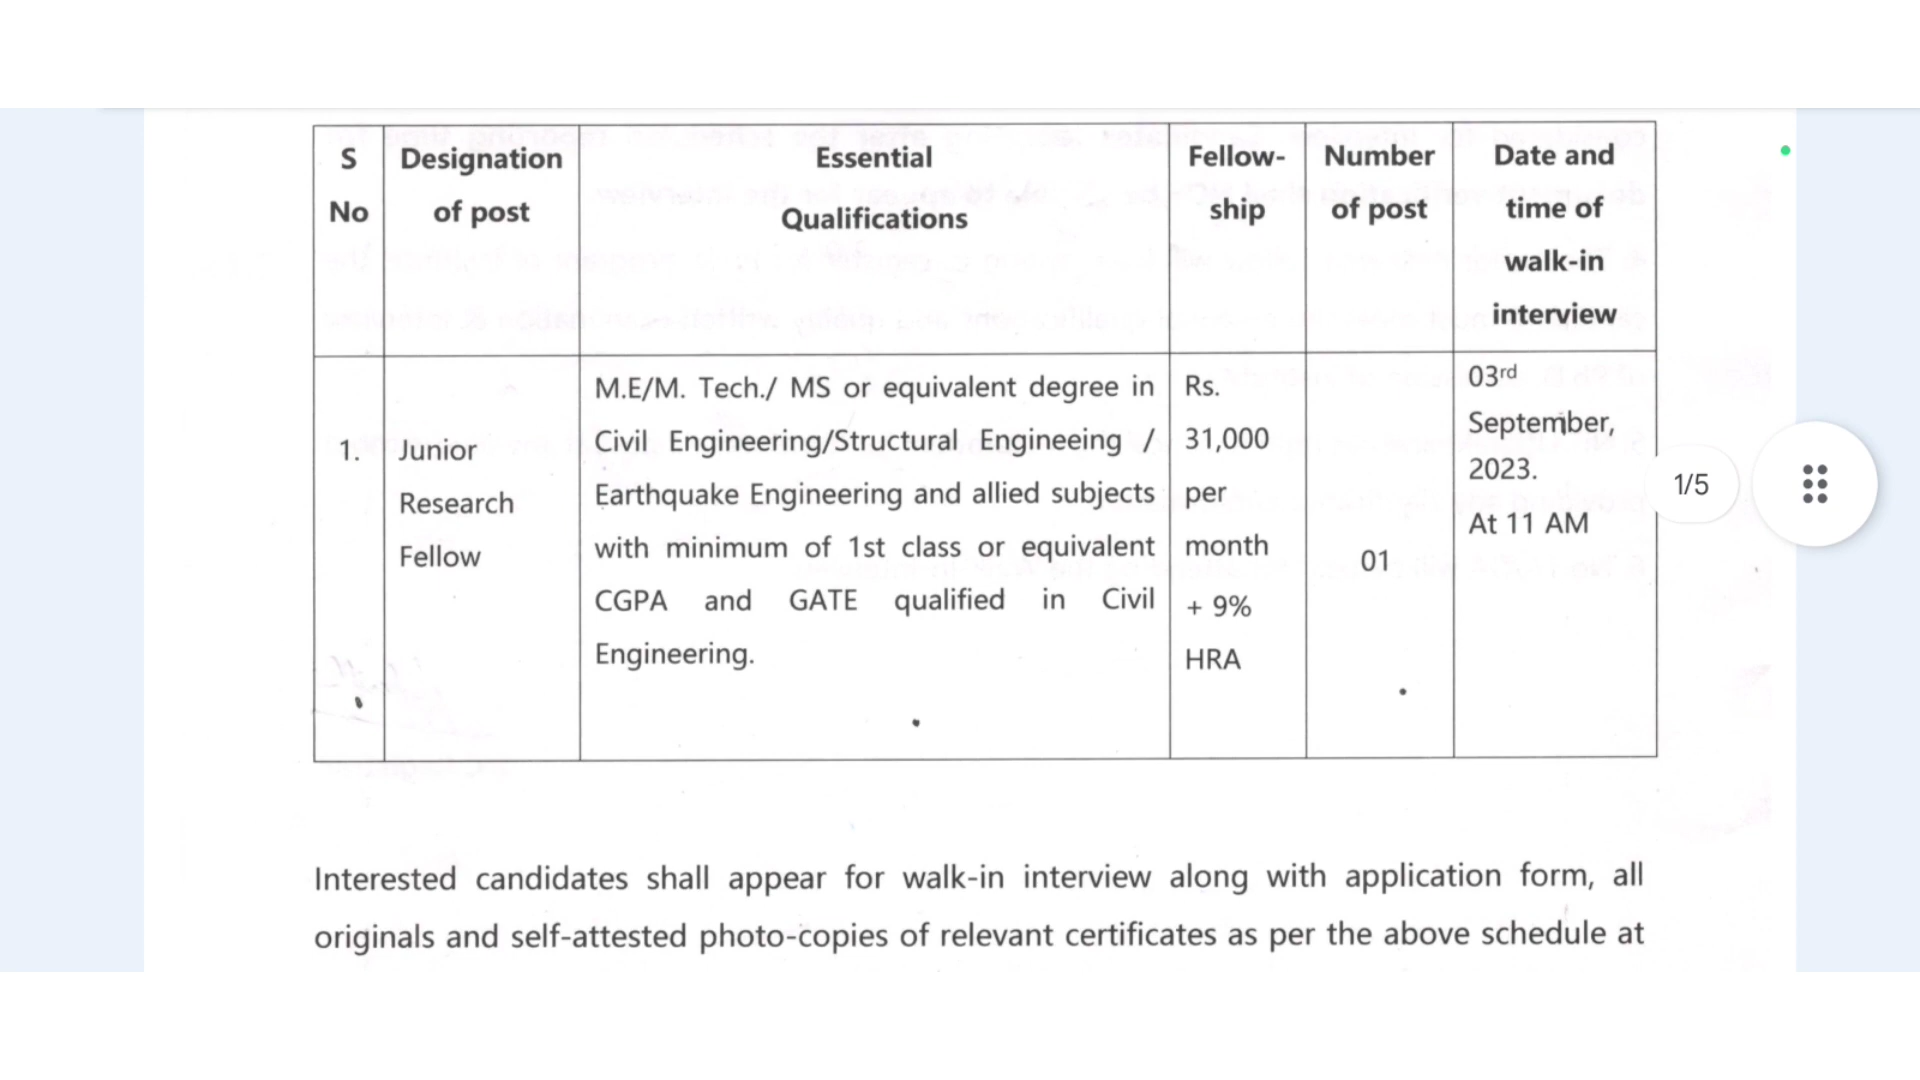 S No
Designation of post
Essential Qualifications
Fellow-ship
Number of post
Date and time of walk-in interview
1.
Junior
Research
Fellow
M.E/M. Tech./ MS or equivalent degree in
Civil Engineering/Structural Engineeing /
Earthquake Engineering and allied subjects
with minimum of 1st class or equivalent
CGPA and GATE qualified in Civil
Engineering.
Rs.
31,000
per
month
+ 9%
HRA
01
03rd
September,
2023.
At 11 AM
1/5
Interested candidates shall appear for walk-in interview along with application form, all
originals and self-attested photo-copies of relevant certificates as per the above schedule at